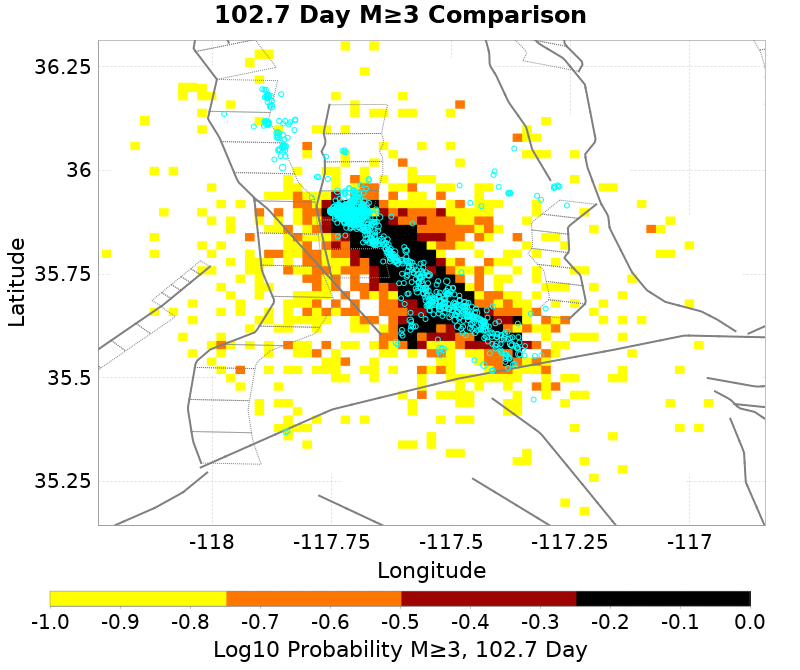 102.7 Day M≥3 Comparison
36.25
36
35.75
35.5
35.25
Latitude
-118 -117.75 -117.5 -117.25 -117
Longitude
-1.0 -0.9 -0.8 -0.7 -0.6 -0.5 -0.4 -0.3 -0.2 -0.1 0.0
Log10 Probability M≥3, 102.7 Day